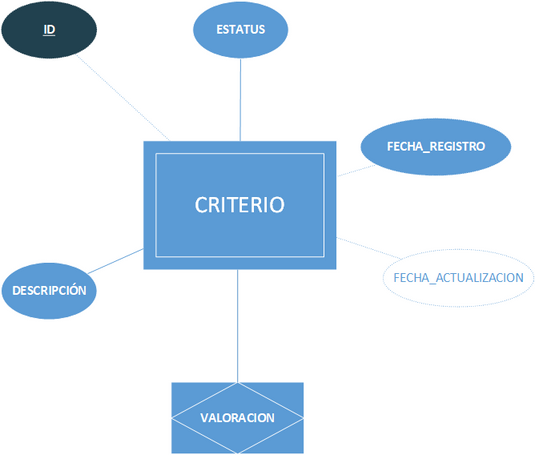 ID
ESTATUS
FECHA_REGISTRO
CRITERIO
FECHA_ACTUALIZACION
DESCRIPCIÓN
VALORACION